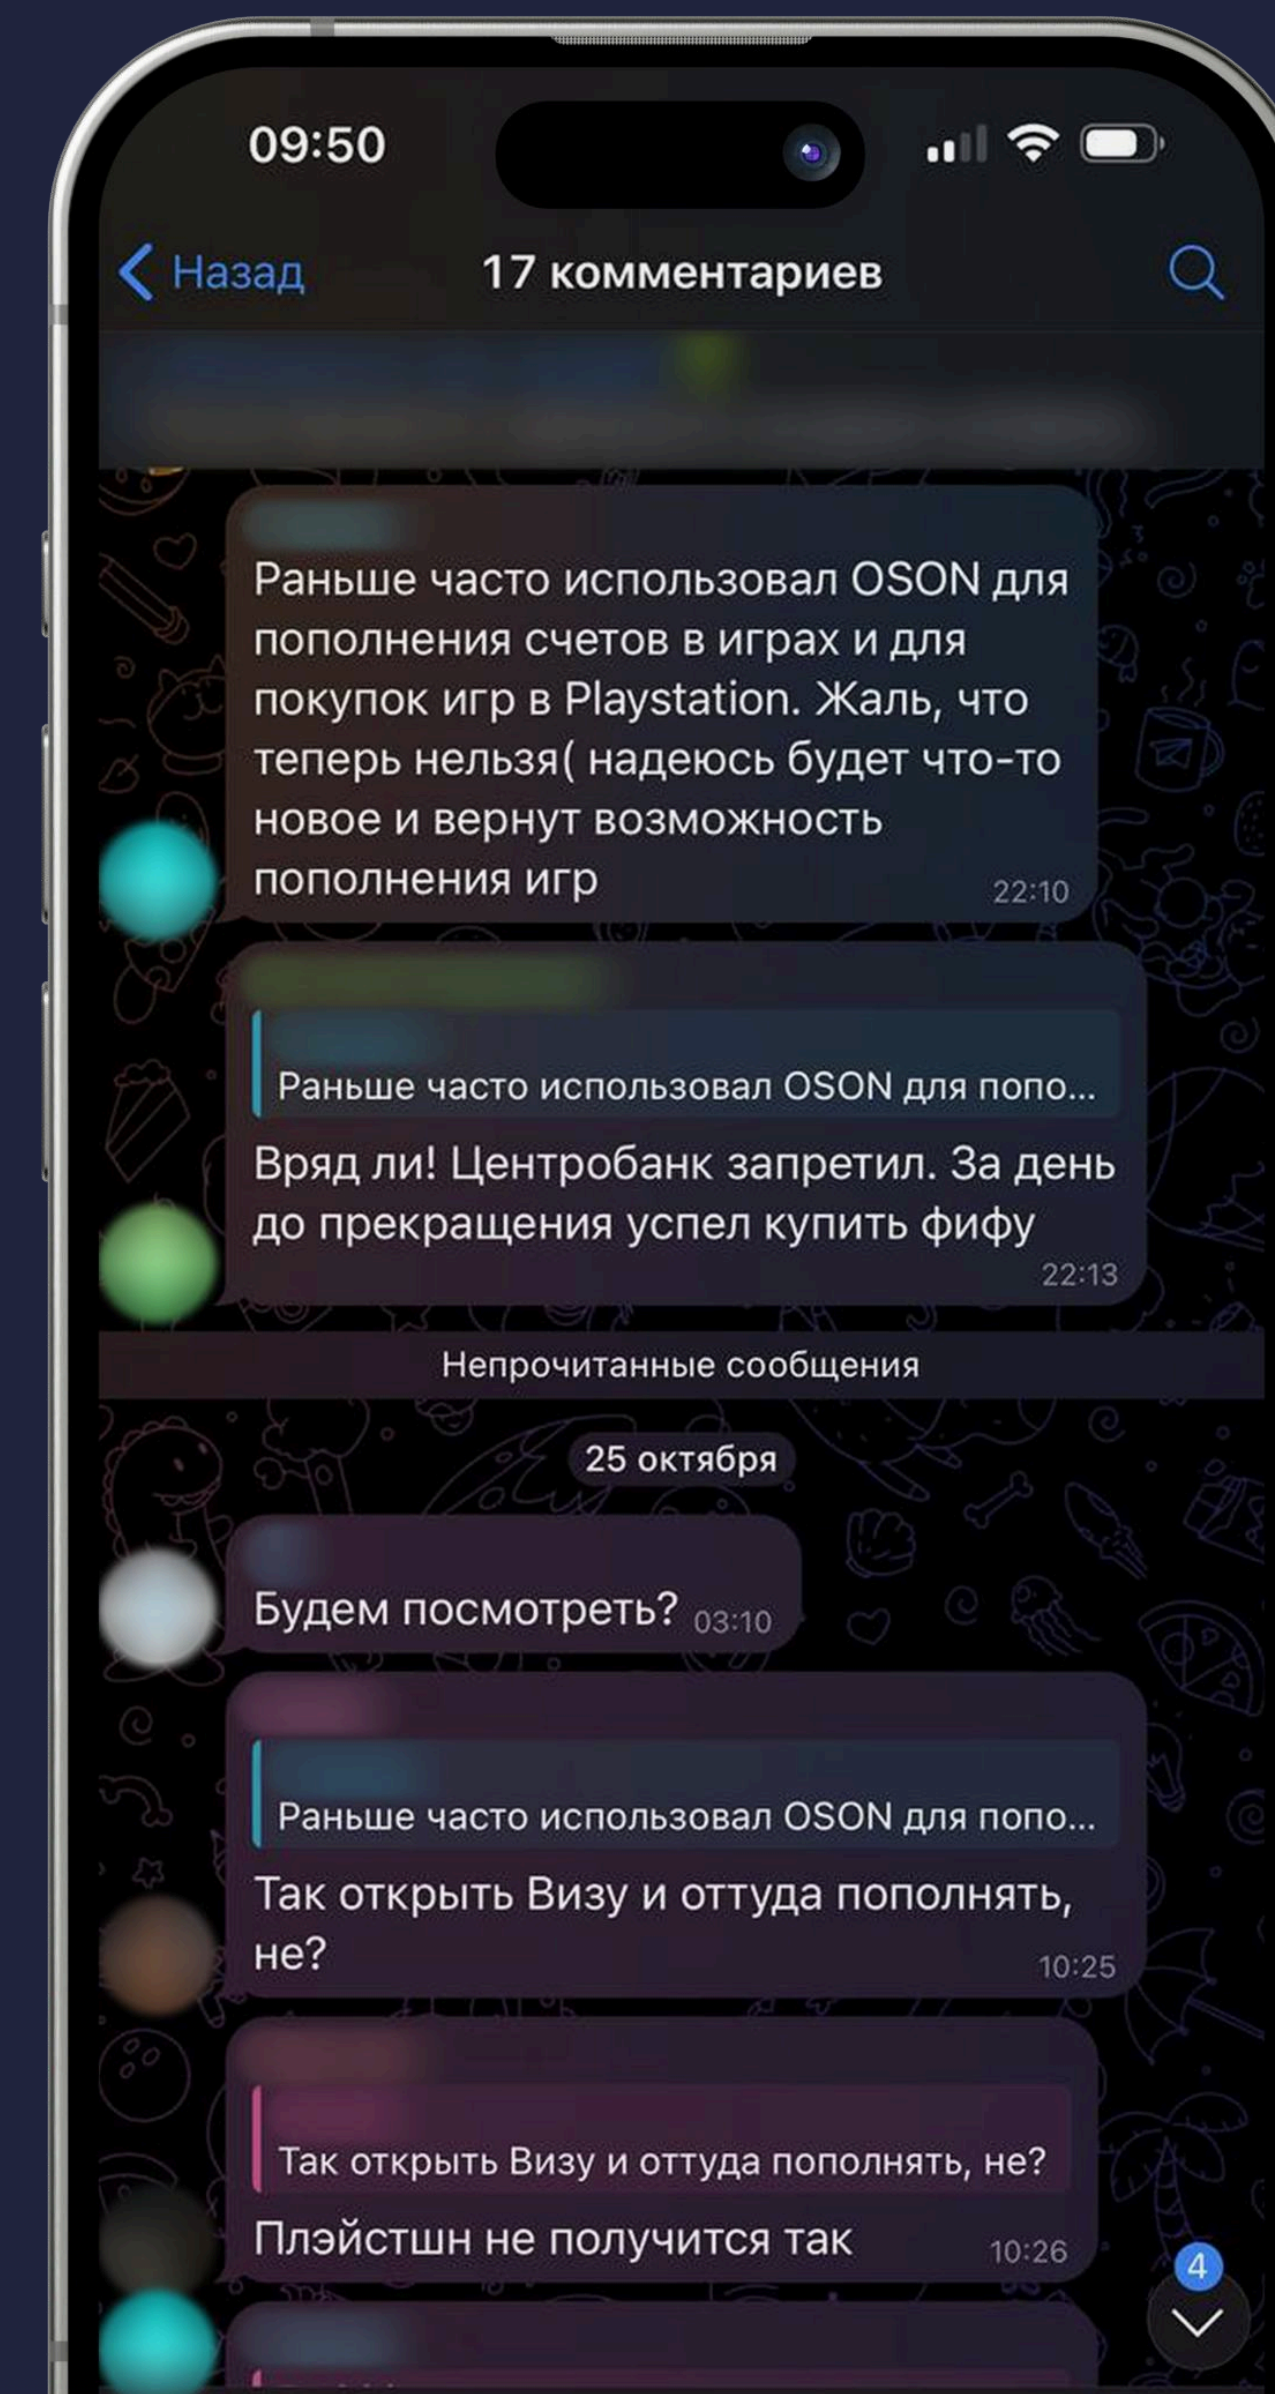 09:50
Назад
17 комментариев
Раньше часто использовал OSON для
пополнения счетов в играх и для
покупок игр в Playstation. Жаль, что
теперь нельзя( надеюсь будет что-то
новое и вернут возможность
пополнения игр
22:10
Раньше часто использовал OSON для попо...
Вряд ли! Центробанк запретил. За день
до прекращения успел купить фифу
22:13
Непрочитанные сообщения
25 октября
Будем посмотреть? 03:10
Раньше часто использовал OSON для попо...
Так открыть Визу и оттуда пополнять,
не?
10:25
Так открыть Визу и оттуда пополнять, не?
Плэйстшн не получится так
10:26
4